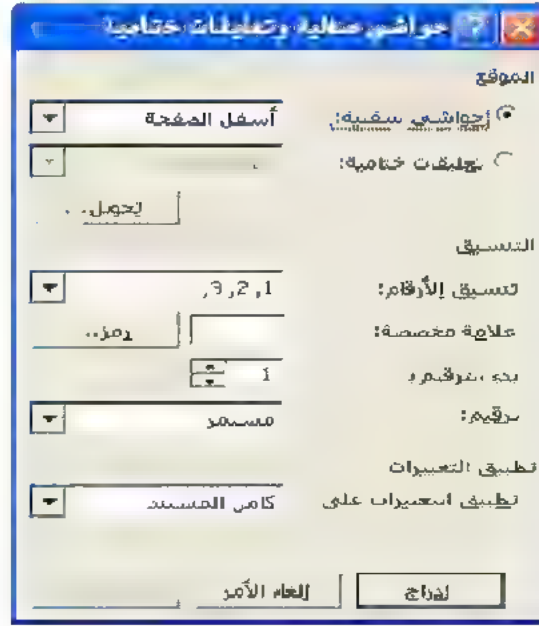 حواشي سفلية وتعليقات ختامية
الموقع
حواشي سفلية: أسفل الصفحة
تعليقات ختامية:
تحويل...
التنسيق
تنسيق الأرقام: 1, 2, 3,
علامة مخصصة: رمز..
بدء الترقيم ب 1
ترقيم: مستمر
تطبيق التغييرات
تطبيق التغييرات على كامل المستند
إدراج إلغاء الأمر